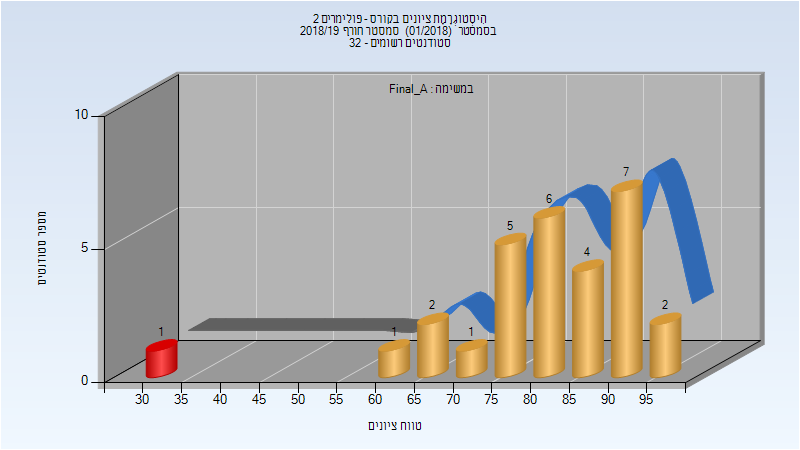 היסטוגרמת ציונים בקורס - פולימרים 2
בסמסטר (01/2018) סמסטר חורף 2018/19
סטודנטים רשומים - 32
במשימה : Final_A
מספר סטודנטים
10
5
0
1
1
2
1
5
6
4
7
2
30 35 40 45 50 55 60 65 70 75 80 85 90 95
טווח ציונים